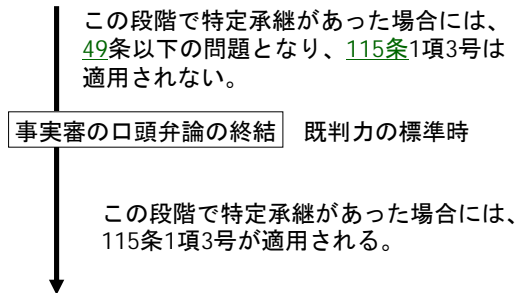 この段階で特定承継があった場合には、
49条以下の問題となり、115条1項3号は
適用されない。
事実審の口頭弁論の終結 既判力の標準時
この段階で特定承継があった場合には、
115条1項3号が適用される。